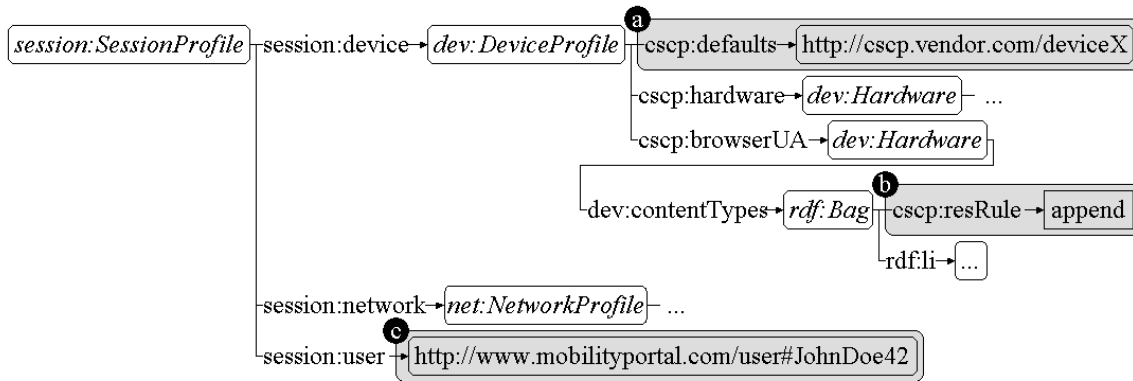 a
session:SessionProfile session:device dev:DeviceProfile cscp:defaults http://cscp.vendor.com/deviceX
cscp:hardware dev:Hardware ...
cscp:browserUA dev:Hardware
b
dev:contentTypes rdf:Bag cscp:resRule append
rdf:li ...
session:network net:NetworkProfile ...
c
session:user http://www.mobilityportal.com/user#JohnDoe42